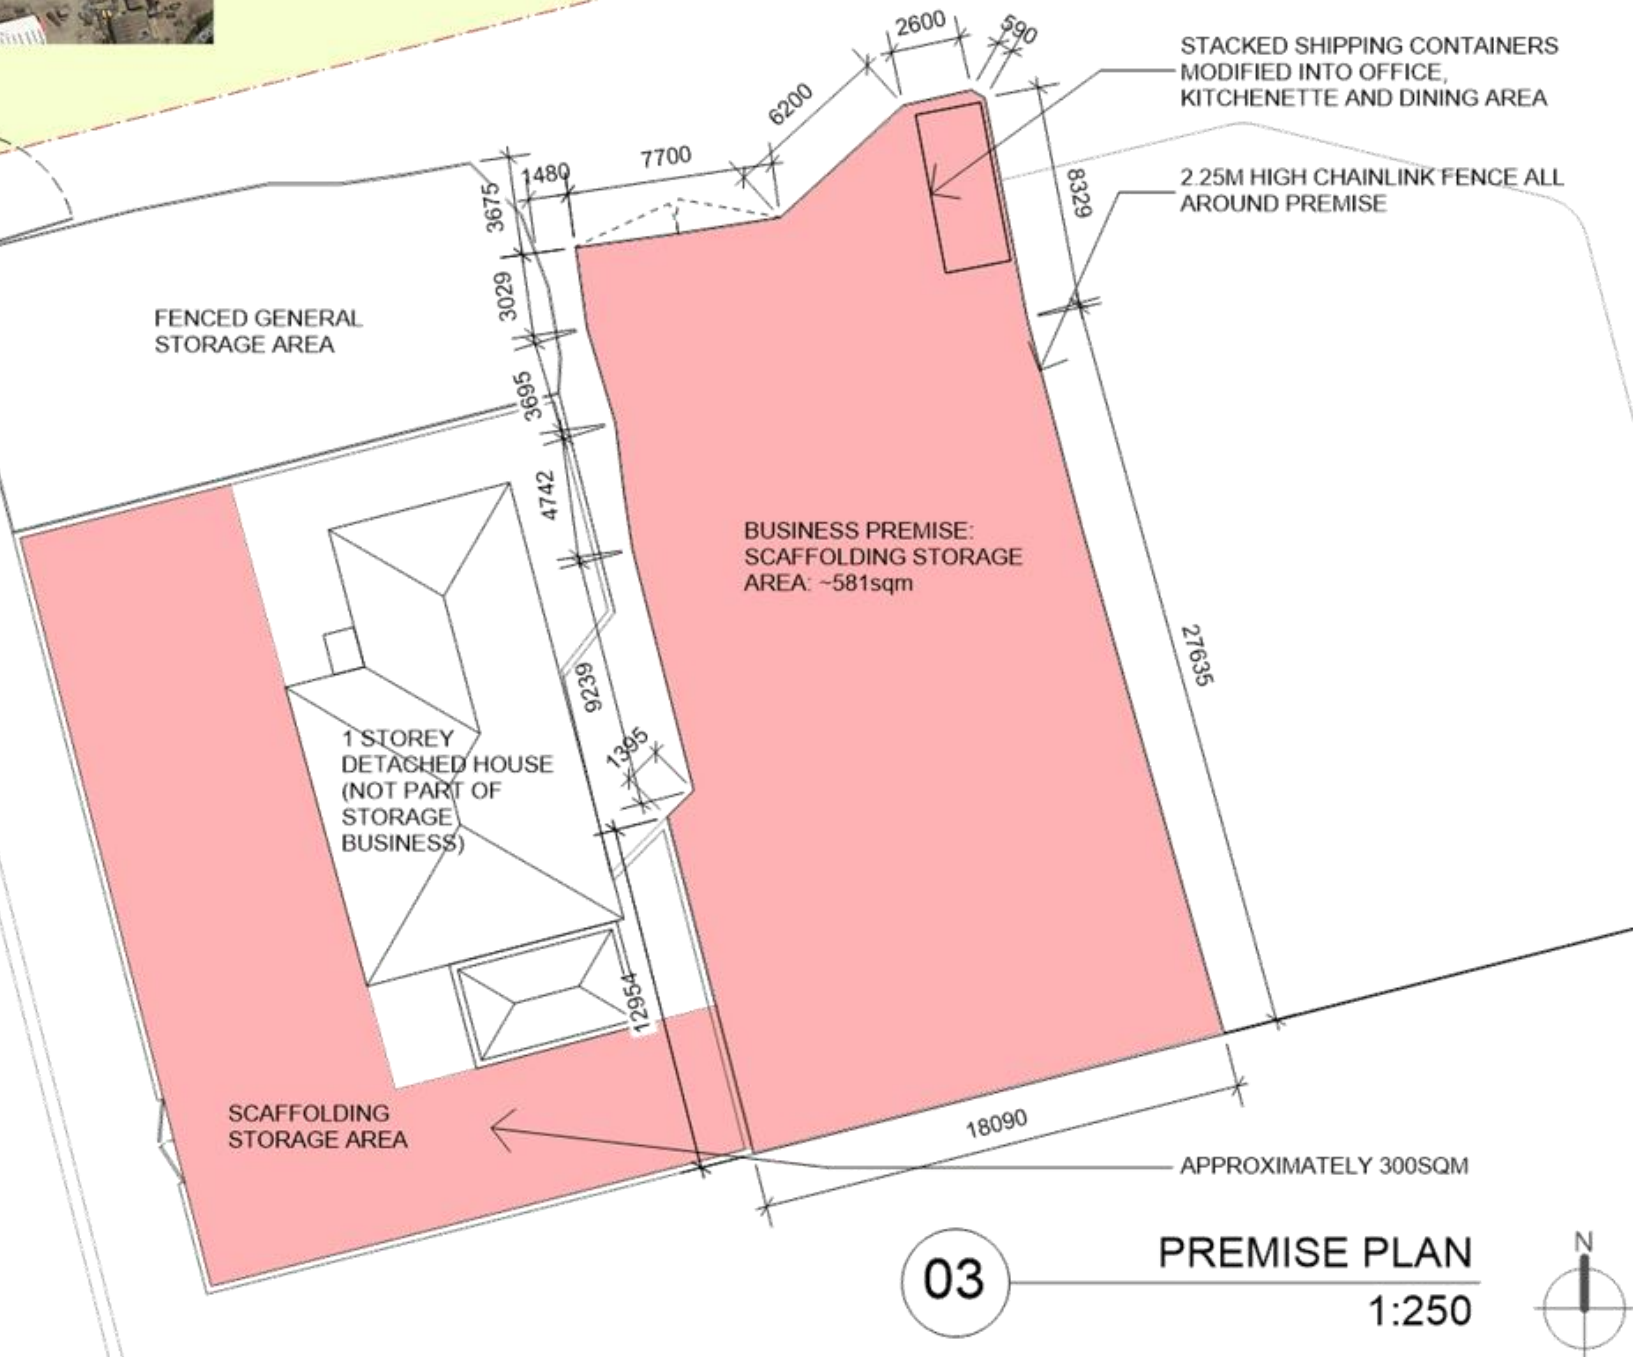 2600
590
STACKED SHIPPING CONTAINERS
MODIFIED INTO OFFICE,
KITCHENETTE AND DINING AREA
6200
7700
1480
3675
8329
2.25M HIGH CHAINLINK FENCE ALL
AROUND PREMISE
3029
FENCED GENERAL
STORAGE AREA
3695
4742
BUSINESS PREMISE:
SCAFFOLDING STORAGE
AREA: ~581sqm
27635
9239
1395
1 STOREY
DETACHED HOUSE
(NOT PART OF
STORAGE
BUSINESS)
12954
SCAFFOLDING
STORAGE AREA
18090
APPROXIMATELY 300SQM
03
PREMISE PLAN
1:250
N